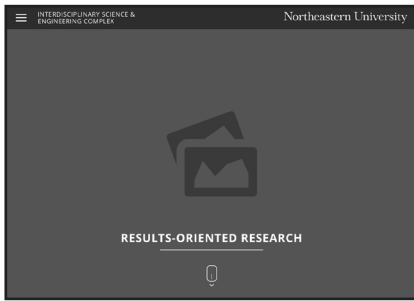 INTERDISCIPLINARY SCIENCE &
ENGINEERING COMPLEX
Northeastern University
RESULTS-ORIENTED RESEARCH